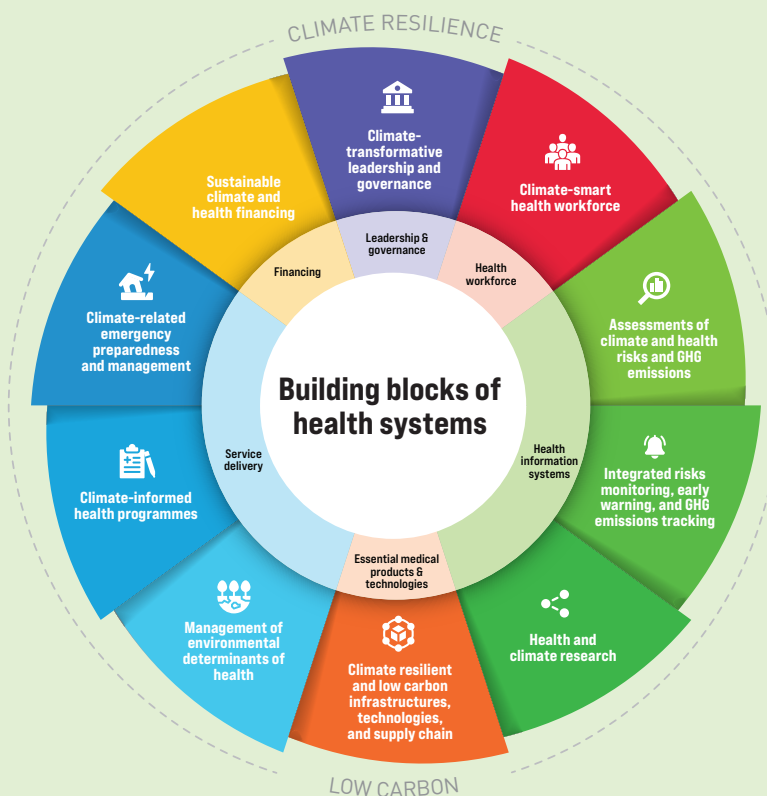 CLIMATE RESILIENCE
Climate-
transformative
leadership and
governance
Climate-smart
health workforce
Assessments of
climate and health
risks and GHG
emissions
Integrated risks
monitoring, early
warning, and GHG
emissions tracking
Health and
climate research
Climate resilient
and low carbon
infrastructures,
technologies,
and supply chain
Management of
environmental
determinants of
health
Climate-informed
health programmes
Climate-related
emergency
preparedness
and management
Sustainable
climate and
health financing
Leadership &
governance
Health
workforce
Health
information
systems
Essential medical
products &
technologies
Service
delivery
Financing
Building blocks of
health systems
LOW CARBON